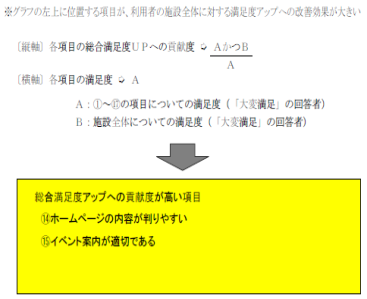 ※グラフの左上に位置する項目が、利用者の施設全体に対する満足度アップへの改善効果が大きい
〔縦軸〕各項目の総合満足度ＵＰへの貢献度 ➭ ＡかつＢ
Ａ
〔横軸〕各項目の満足度 ➭ Ａ
Ａ：①～⑰の項目についての満足度（「大変満足」の回答者）
Ｂ：施設全体についての満足度（「大変満足」の回答者）
総合満足度アップへの貢献度が高い項目
⑭ホームページの内容が判りやすい
⑮イベント案内が適切である